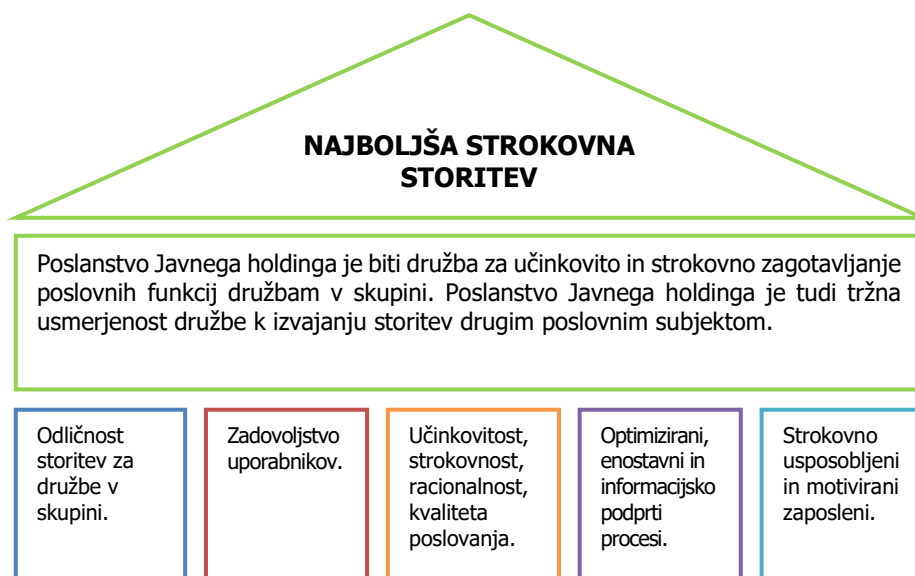 NAJBOLJŠA STROKOVNA
STORITEV
Poslanstvo Javnega holdinga je biti družba za učinkovito in strokovno zagotavljanje
poslovnih funkcij družbam v skupini. Poslanstvo Javnega holdinga je tudi tržna
usmerjenost družbe k izvajanju storitev drugim poslovnim subjektom.
Odličnost
storitev za
družbe v
skupini.
Zadovoljstvo
uporabnikov.
Učinkovitost,
strokovnost,
racionalnost,
kvaliteta
poslovanja.
Optimizirani,
enostavni in
informacijsko
podprti
procesi.
Strokovno
usposobljeni
in motivirani
zaposleni.